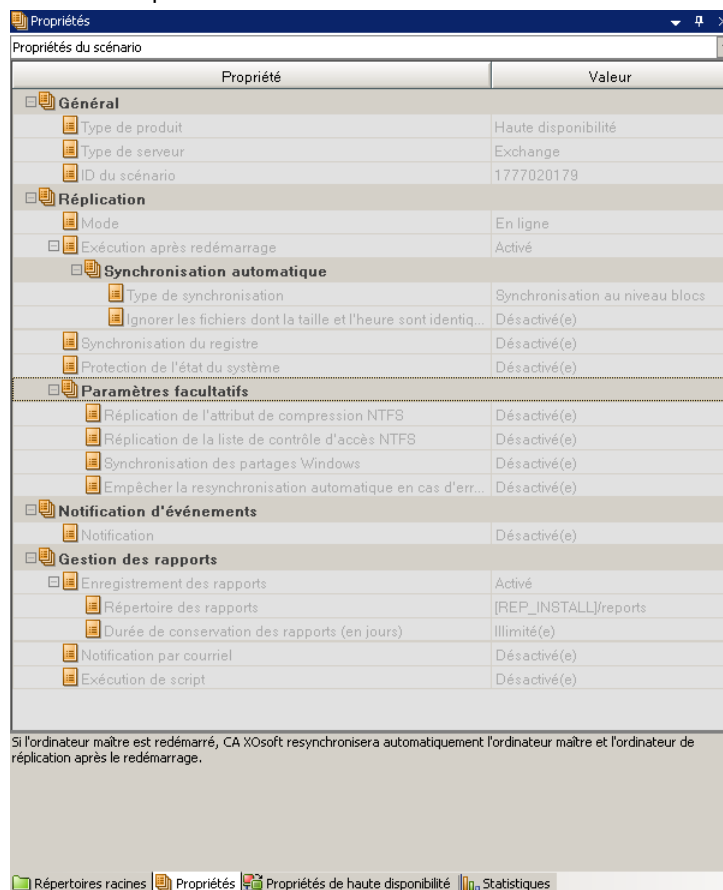 Propriétés
Propriétés du scénario
Propriété Valeur
Général
Type de produit Haute disponibilité
Type de serveur Exchange
ID du scénario 1777020179
Réplication
Mode En ligne
Exécution après redémarrage Activé
Synchronisation automatique
Type de synchronisation Synchronisation au niveau blocs
Ignorer les fichiers dont la taille et l'heure sont identiq... Désactivé(e)
Synchronisation du registre Désactivé(e)
Protection de l'état du système Désactivé(e)
Paramètres facultatifs
Réplication de l'attribut de compression NTFS Désactivé(e)
Réplication de la liste de contrôle d'accès NTFS Désactivé(e)
Synchronisation des partages Windows Désactivé(e)
Empêcher la resynchronisation automatique en cas d'err... Désactivé(e)
Notification d'événements
Notification Désactivé(e)
Gestion des rapports
Enregistrement des rapports Activé
Répertoire des rapports [REP_INSTALL]/reports
Durée de conservation des rapports (en jours) Illimité(e)
Notification par courriel Désactivé(e)
Exécution de script Désactivé(e)
Si l'ordinateur maître est redémarré, CA XOsoft resynchronisera automatiquement l'ordinateur maître et l'ordinateur de
réplication après le redémarrage.
Répertoires racines Propriétés Propriétés de haute disponibilité Statistiques